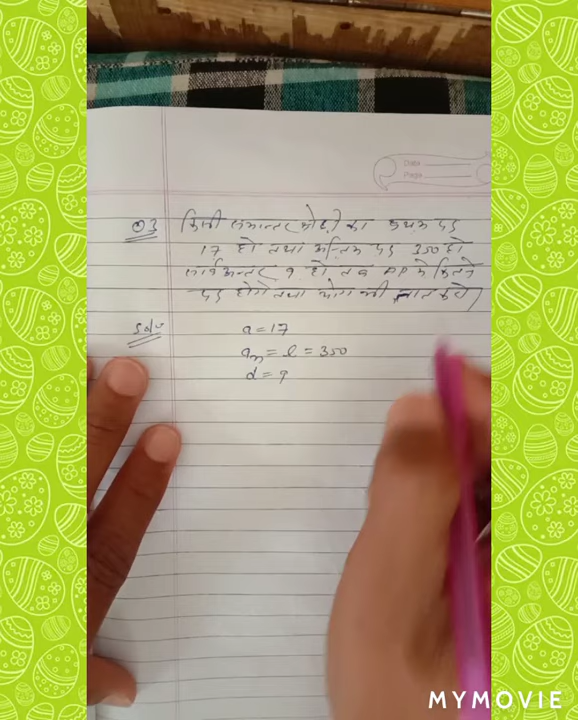 Date
Page
Q3 किसी समान्तर श्रेढ़ी का प्रथम पद
17 हो तथा अन्तिम पद 350 हो
सार्वअन्तर 9 हो तब AP में कितने
पद होंगे तथा योग भी ज्ञात करो।
Solu a = 17
an = l = 350
d = 9
MYMOVIE